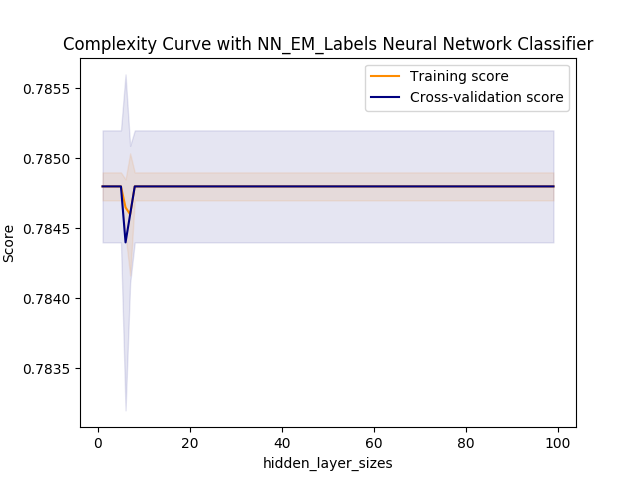 Complexity Curve with NN_EM_Labels Neural Network Classifier
Training score
Cross-validation score
0.7855
0.7850
0.7845
0.7840
0.7835
Score
0
20
40
60
80
100
hidden_layer_sizes